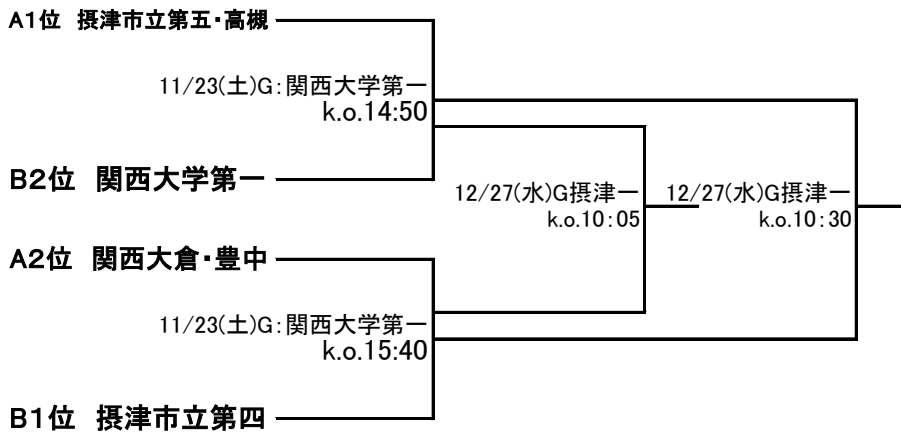 A1位 摂津市立第五・高槻
11/23(土)G:関西大学第一
k.o.14:50
B2位 関西大学第一
12/27(水)G摂津一
k.o.10:05
12/27(水)G摂津一
k.o.10:30
A2位 関西大倉・豊中
11/23(土)G:関西大学第一
k.o.15:40
B1位 摂津市立第四